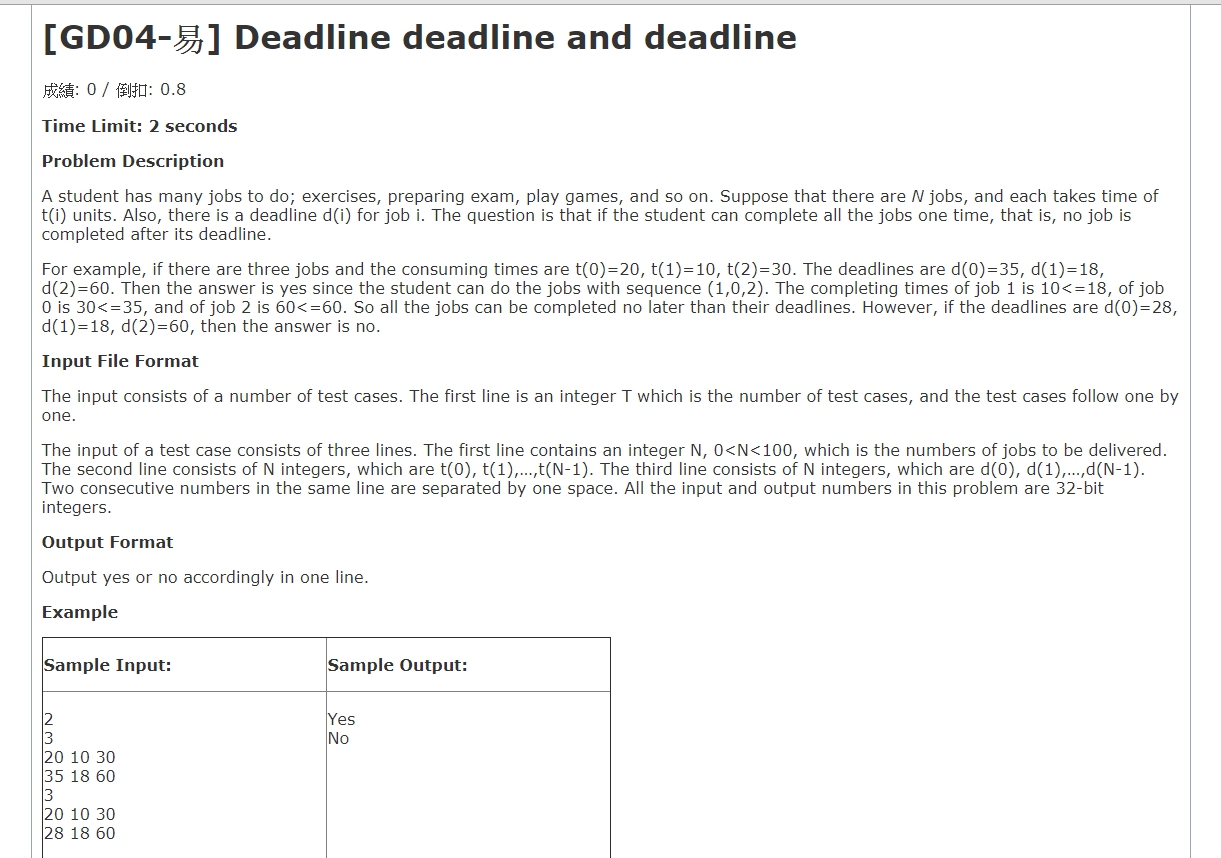 [GD04-易] Deadline deadline and deadline
成績: 0 / 倒扣: 0.8
Time Limit: 2 seconds
Problem Description
A student has many jobs to do; exercises, preparing exam, play games, and so on. Suppose that there are N jobs, and each takes time of
t(i) units. Also, there is a deadline d(i) for job i. The question is that if the student can complete all the jobs one time, that is, no job is
completed after its deadline.
For example, if there are three jobs and the consuming times are t(0)=20, t(1)=10, t(2)=30. The deadlines are d(0)=35, d(1)=18,
d(2)=60. Then the answer is yes since the student can do the jobs with sequence (1,0,2). The completing times of job 1 is 10<=18, of job
0 is 30<=35, and of job 2 is 60<=60. So all the jobs can be completed no later than their deadlines. However, if the deadlines are d(0)=28,
d(1)=18, d(2)=60, then the answer is no.
Input File Format
The input consists of a number of test cases. The first line is an integer T which is the number of test cases, and the test cases follow one by
one.
The input of a test case consists of three lines. The first line contains an integer N, 0<N<100, which is the numbers of jobs to be delivered.
The second line consists of N integers, which are t(0), t(1),...,t(N-1). The third line consists of N integers, which are d(0), d(1),...,d(N-1).
Two consecutive numbers in the same line are separated by one space. All the input and output numbers in this problem are 32-bit
integers.
Output Format
Output yes or no accordingly in one line.
Example
Sample Input:
Sample Output:
2
3
20 10 30
35 18 60
3
20 10 30
28 18 60
Yes
No